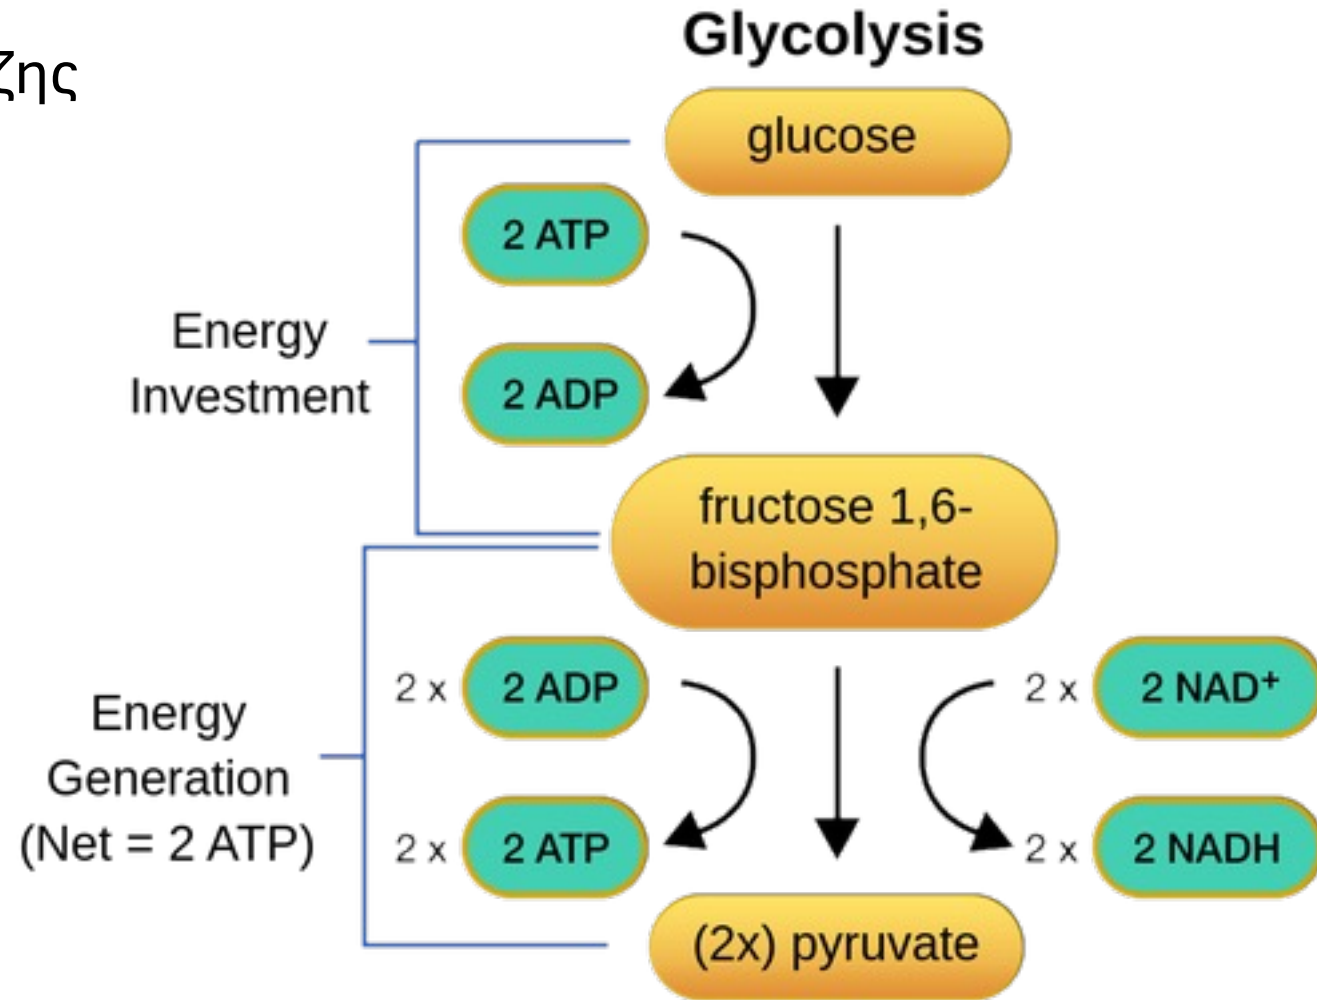 Glycolysis
glucose
2 ATP
2 ADP
Energy
Investment
fructose 1,6-
bisphosphate
2 x 2 ADP
2 x 2 NAD⁺
Energy
Generation
(Net = 2 ATP)
2 x 2 ATP
2 x 2 NADH
(2x) pyruvate